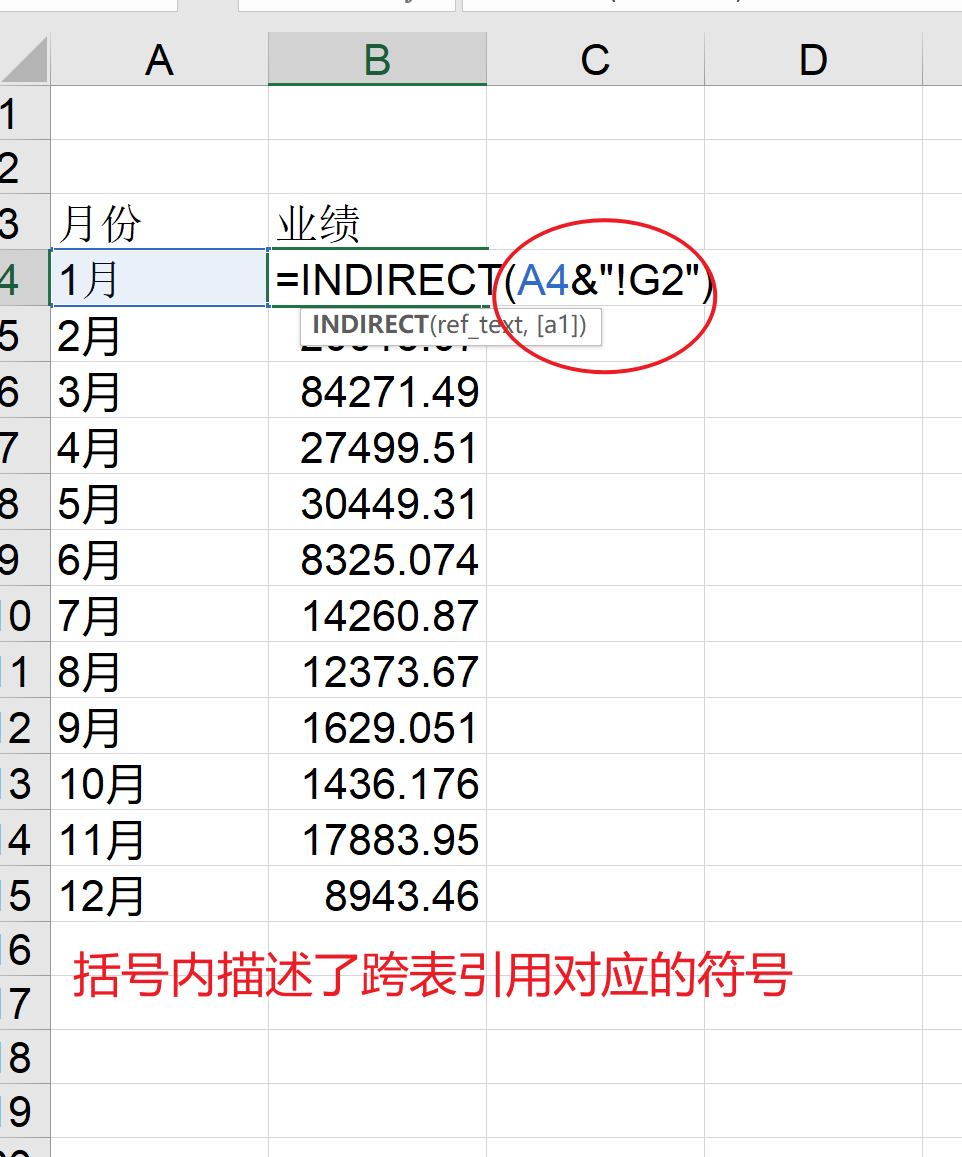 A B C D
1
2
3 月份 业绩
4 1月 =INDIRECT(A4&"!G2")
INDIRECT(ref_text, [a1])
5 2月
6 3月 84271.49
7 4月 27499.51
8 5月 30449.31
9 6月 8325.074
10 7月 14260.87
11 8月 12373.67
12 9月 1629.051
13 10月 1436.176
14 11月 17883.95
15 12月 8943.46
16
括号内描述了跨表引用对应的符号
17
18
19